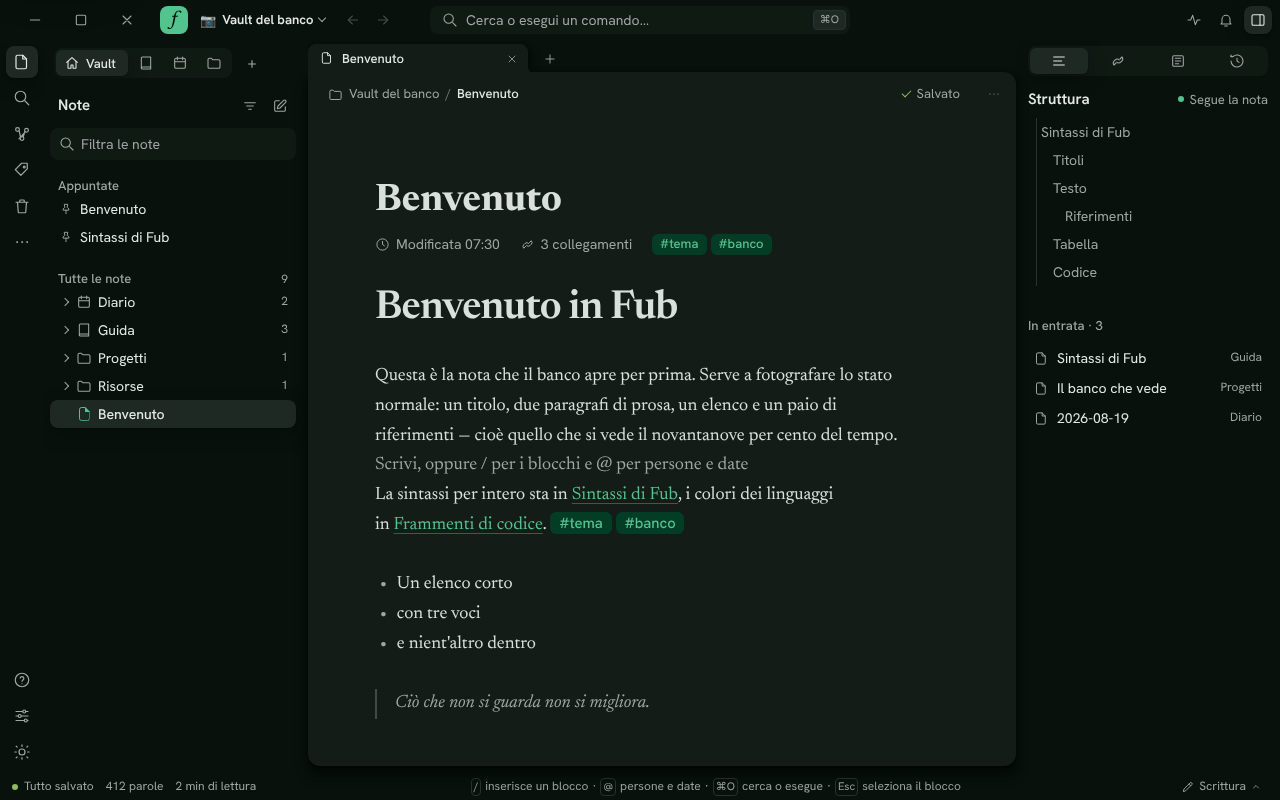 f
Vault del banco
Cerca o esegui un comando…
⌘O
Vault
Note
Filtra le note
Appuntate
Benvenuto
Sintassi di Fub
Tutte le note 9
Diario 2
Guida 3
Progetti 1
Risorse 1
Benvenuto
Benvenuto
Vault del banco / Benvenuto
Salvato
Benvenuto
Modificata 07:30 3 collegamenti #tema #banco
Benvenuto in Fub
Questa è la nota che il banco apre per prima. Serve a fotografare lo stato
normale: un titolo, due paragrafi di prosa, un elenco e un paio di
riferimenti — cioè quello che si vede il novantanove per cento del tempo.
Scrivi, oppure / per i blocchi e @ per persone e date
La sintassi per intero sta in Sintassi di Fub, i colori dei linguaggi
in Frammenti di codice. #tema #banco
• Un elenco corto
• con tre voci
• e nient'altro dentro
Ciò che non si guarda non si migliora.
Struttura
Segue la nota
Sintassi di Fub
Titoli
Testo
Riferimenti
Tabella
Codice
In entrata · 3
Sintassi di Fub Guida
Il banco che vede Progetti
2026-08-19 Diario
Tutto salvato 412 parole 2 min di lettura
/ inserisce un blocco · @ persone e date · ⌘O cerca o esegue · Esc seleziona il blocco
Scrittura